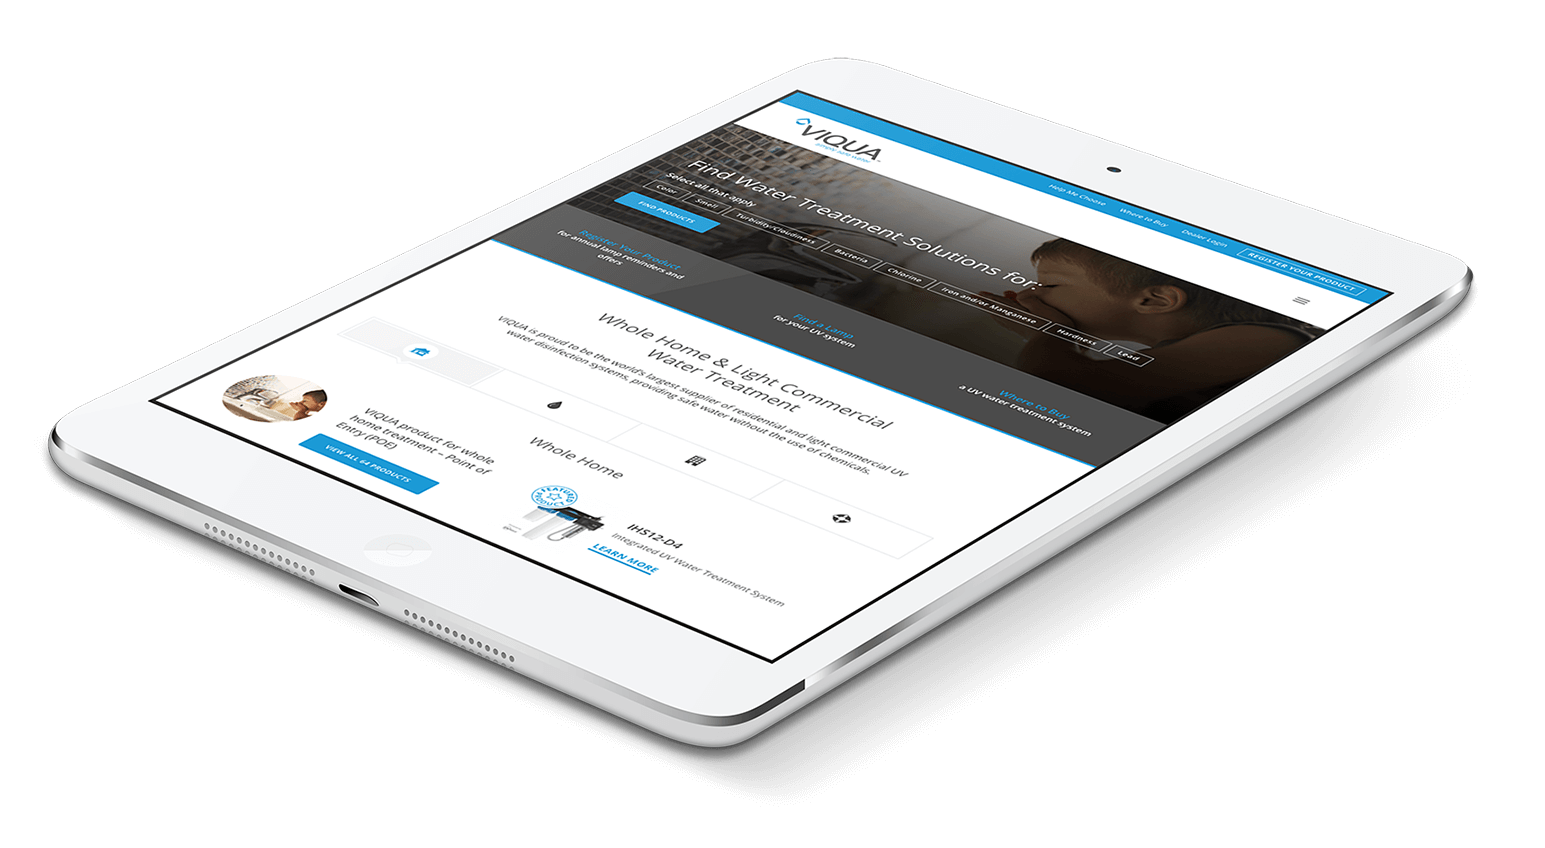 Help Me Choose
Where to Buy
Dealer Login
REGISTER YOUR PRODUCT
VIQUA
Find Water Treatment Solutions for:
Select all that apply
Color
Smell
Turbidity/Cloudiness
Bacteria
Chlorine
Iron and/or Manganese
Hardness
Lead
FIND PRODUCTS
Register Your Product
for annual lamp reminders and
offers
Find a Lamp
for your UV system
Where to Buy
a UV water treatment system
Whole Home & Light Commercial
Water Treatment
VIQUA is proud to be the world's largest supplier of residential and light commercial UV
water disinfection systems, providing safe water without the use of chemicals.
VIQUA product for whole
home treatment – Point of
Entry (POE)
VIEW ALL 64 PRODUCTS
Whole Home
FEATURED
PRODUCT
IHS12-D4
Integrated UV Water Treatment System
LEARN MORE